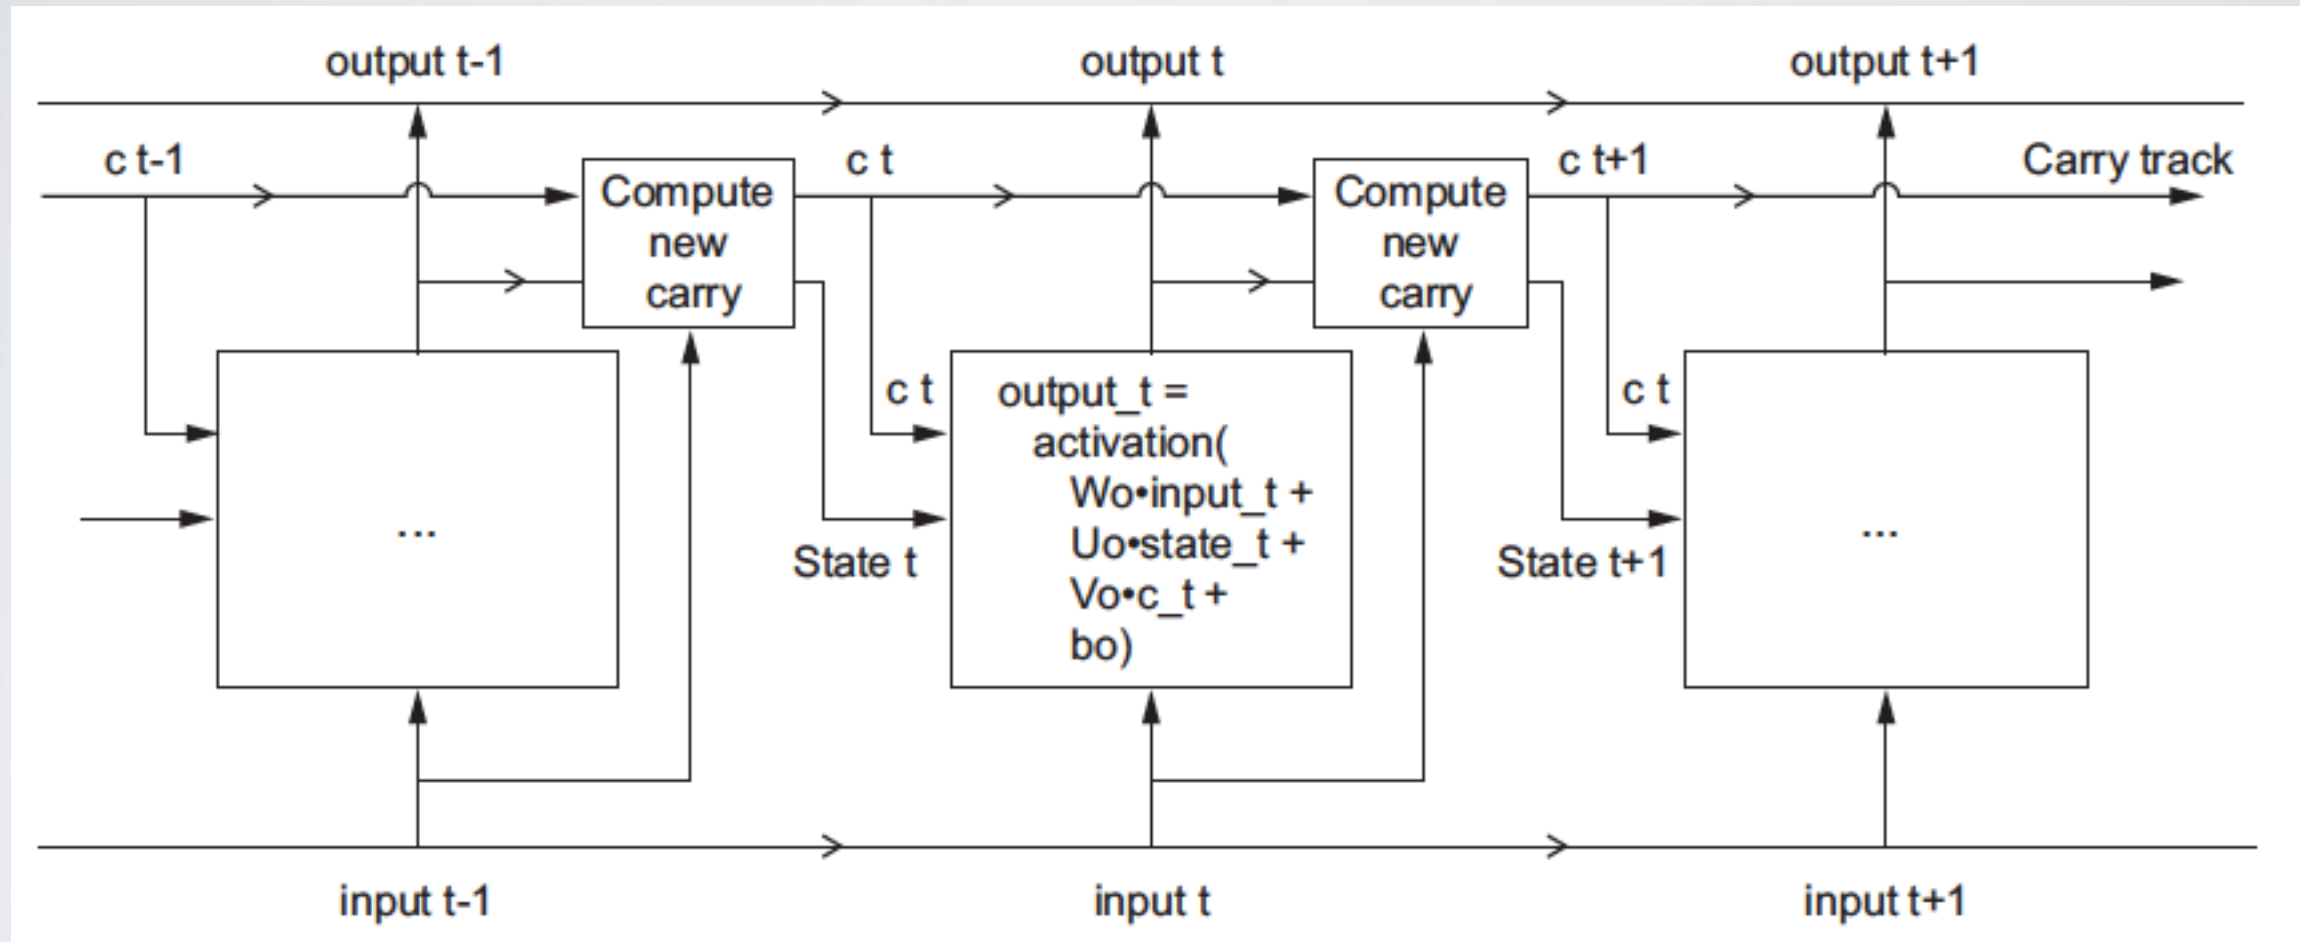 output t-1
output t
output t+1
c t-1
Compute
new
carry
c t
Compute
new
carry
c t+1
Carry track
...
c t
State t
output_t =
activation(
Wo•input_t +
Uo•state_t +
Vo•c_t +
bo)
c t
State t+1
...
input t-1
input t
input t+1